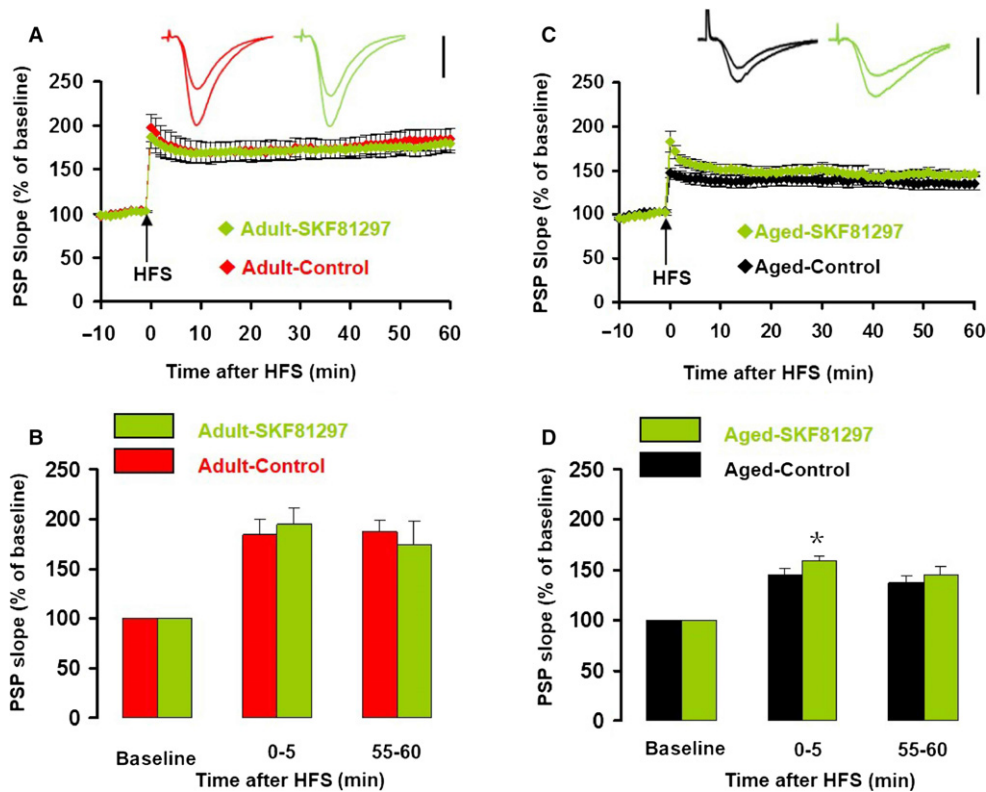 A
PSP Slope (% of baseline)
250
200
150
100
50
0
HFS
Adult-SKF81297
Adult-Control
–10 0 10 20 30 40 50 60
Time after HFS (min)
C
PSP Slope (% of baseline)
250
200
150
100
50
0
HFS
Aged-SKF81297
Aged-Control
–10 0 10 20 30 40 50 60
Time after HFS (min)
B
Adult-SKF81297
Adult-Control
PSP slope (% of baseline)
250
200
150
100
50
0
Baseline 0-5 55-60
Time after HFS (min)
D
Aged-SKF81297
Aged-Control
PSP slope (% of baseline)
250
200
150
100
50
0
*
Baseline 0-5 55-60
Time after HFS (min)